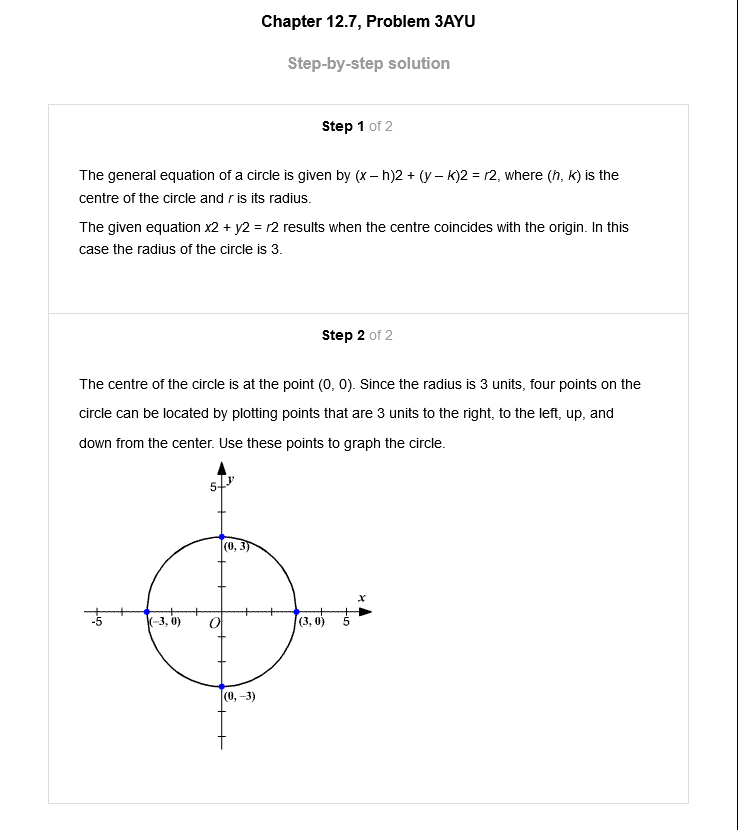 Chapter 12.7, Problem 3AYU
Step-by-step solution
Step 1 of 2
The general equation of a circle is given by (x – h)2 + (y – k)2 = r2, where (h, k) is the
centre of the circle and r is its radius.
The given equation x2 + y2 = r2 results when the centre coincides with the origin. In this
case the radius of the circle is 3.
Step 2 of 2
The centre of the circle is at the point (0, 0). Since the radius is 3 units, four points on the
circle can be located by plotting points that are 3 units to the right, to the left, up, and
down from the center. Use these points to graph the circle.
5 y
(0, 3)
x
-5 (–3, 0) O (3, 0) 5
(0, –3)